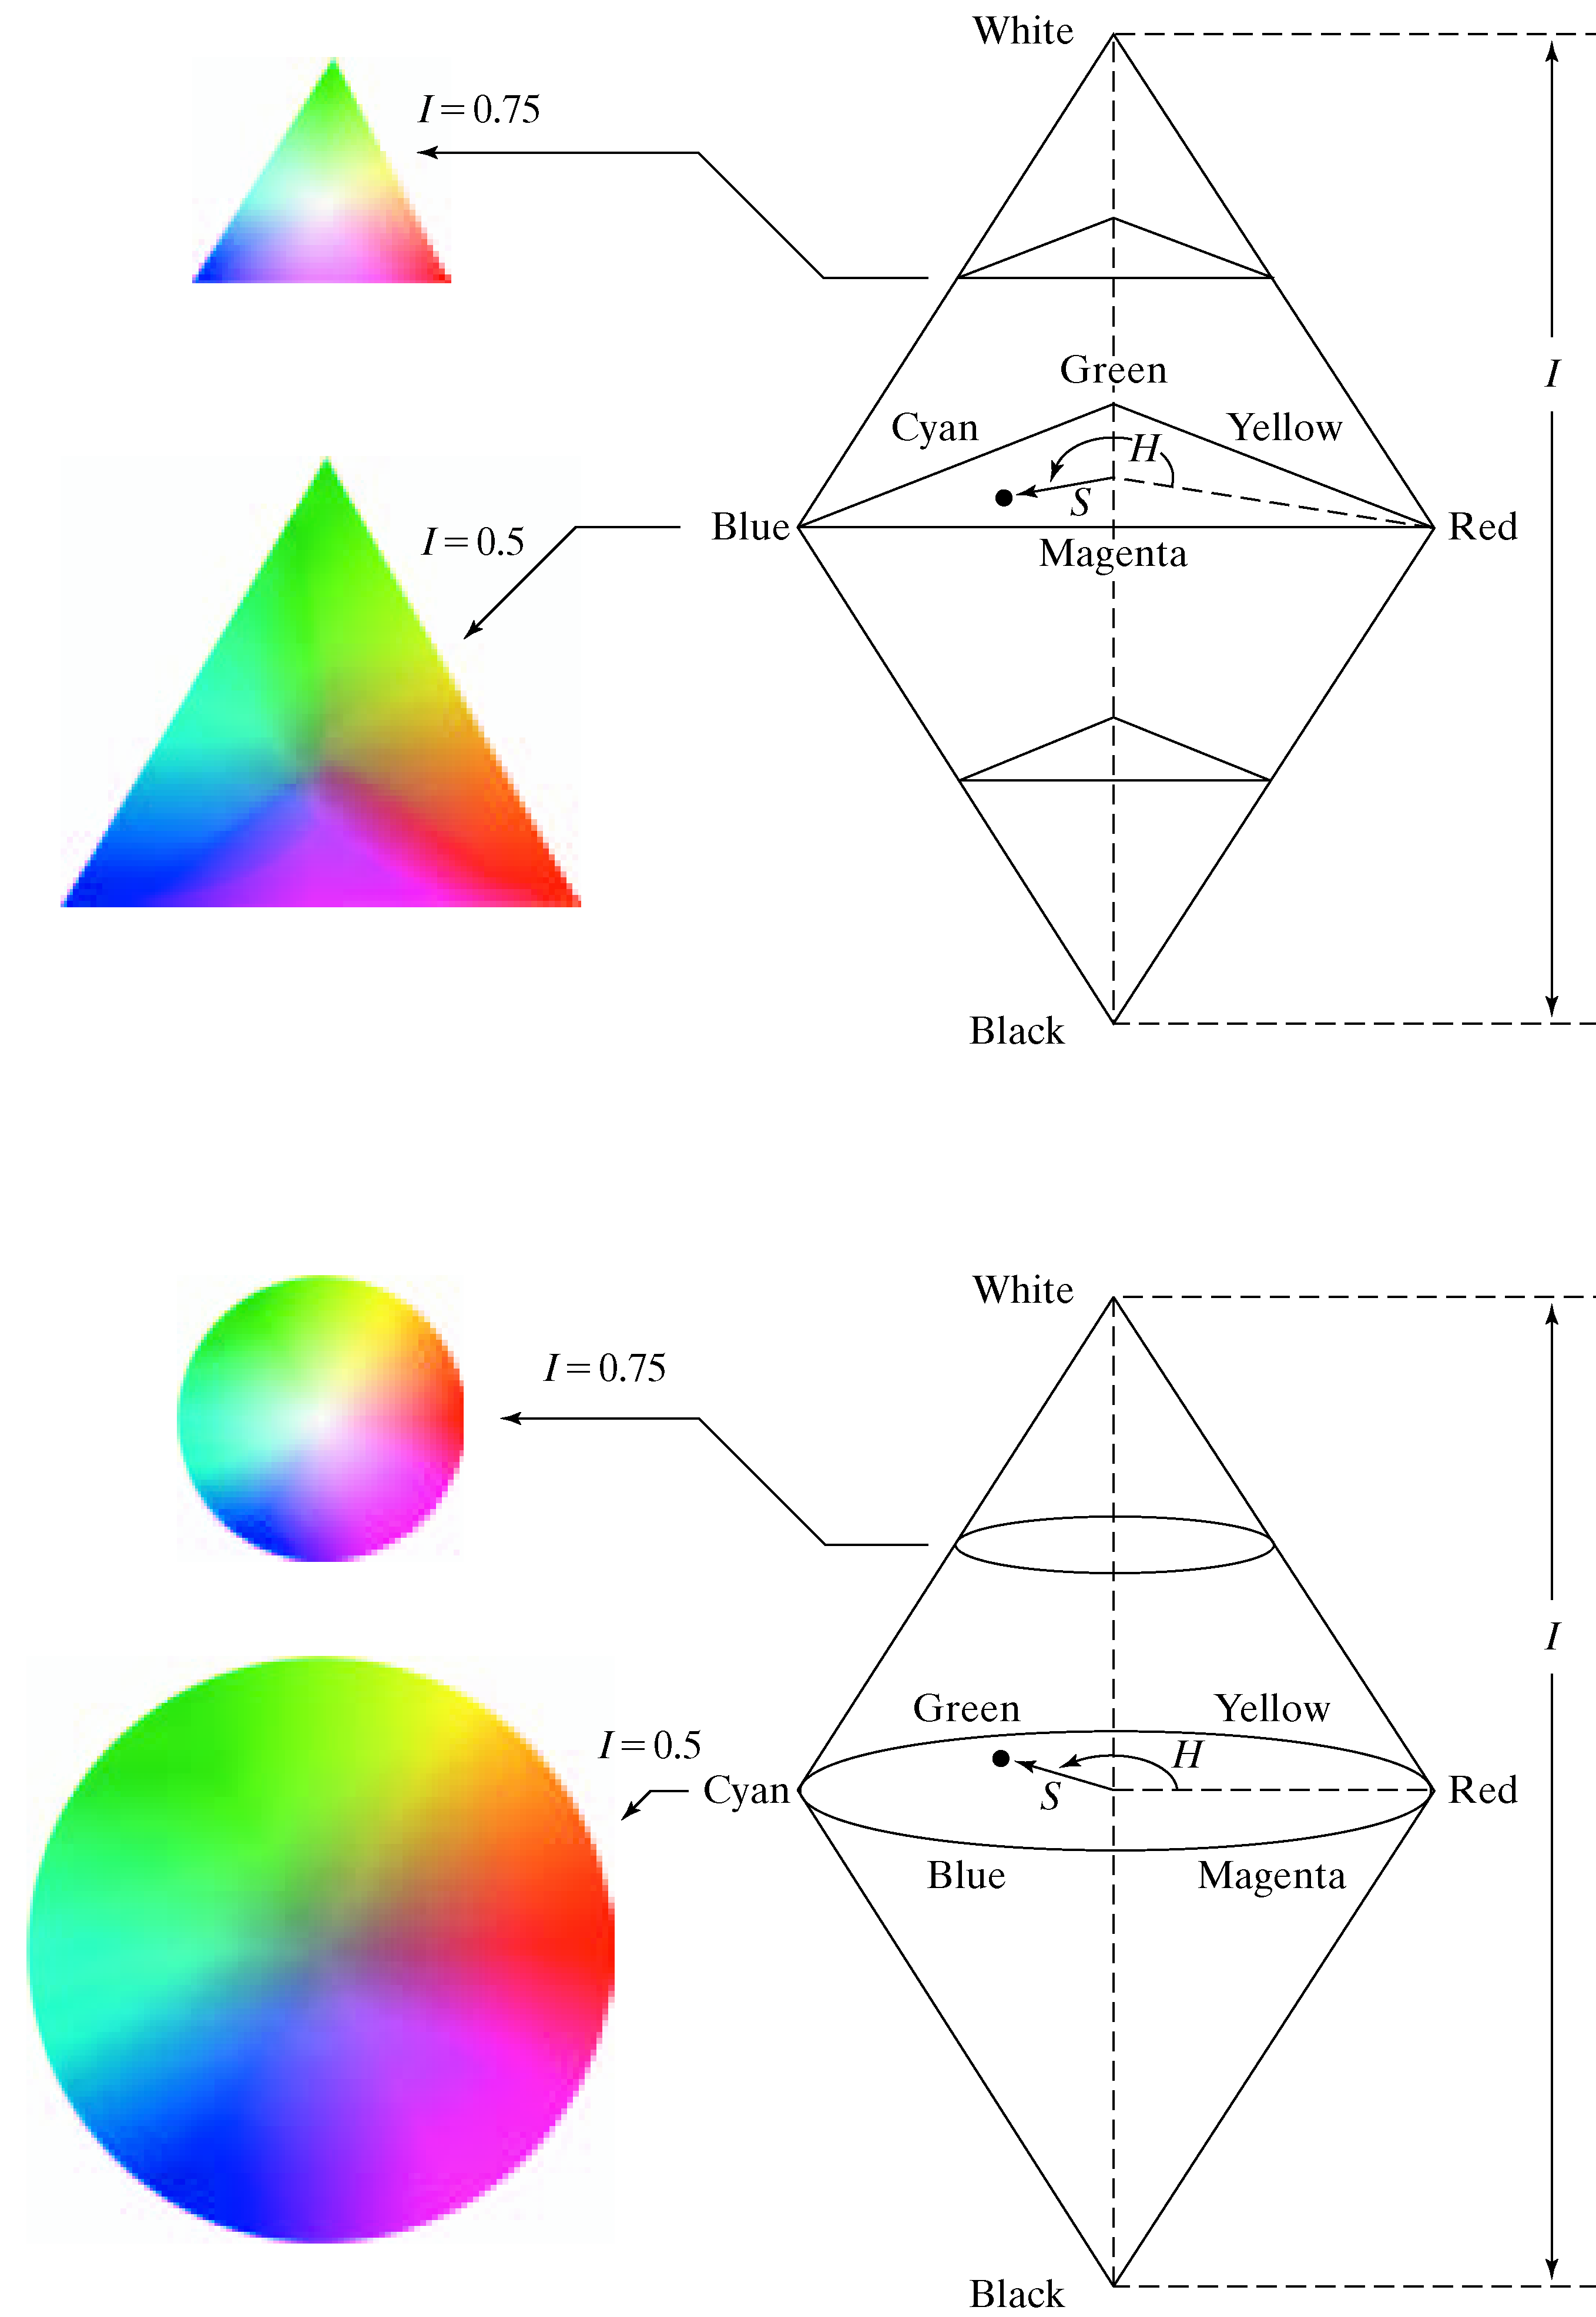 White
I = 0.75
I
Green
Cyan
Yellow
H
S
I = 0.5
Blue
Red
Magenta
Black
White
I = 0.75
I
Green
Yellow
I = 0.5
H
Cyan
S
Red
Blue
Magenta
Black